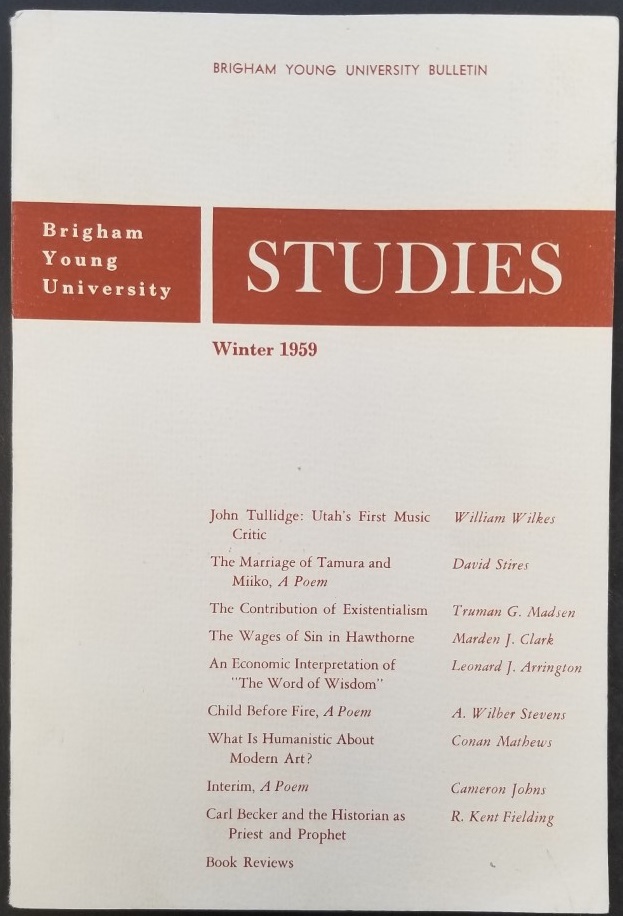 BRIGHAM YOUNG UNIVERSITY BULLETIN
Brigham
Young
University
STUDIES
Winter 1959
John Tullidge: Utah's First Music William Wilkes
Critic
The Marriage of Tamura and David Stires
Miiko, A Poem
The Contribution of Existentialism Truman G. Madsen
The Wages of Sin in Hawthorne Marden J. Clark
An Economic Interpretation of Leonard J. Arrington
"The Word of Wisdom"
Child Before Fire, A Poem A. Wilber Stevens
What Is Humanistic About Conan Mathews
Modern Art?
Interim, A Poem Cameron Johns
Carl Becker and the Historian as R. Kent Fielding
Priest and Prophet
Book Reviews